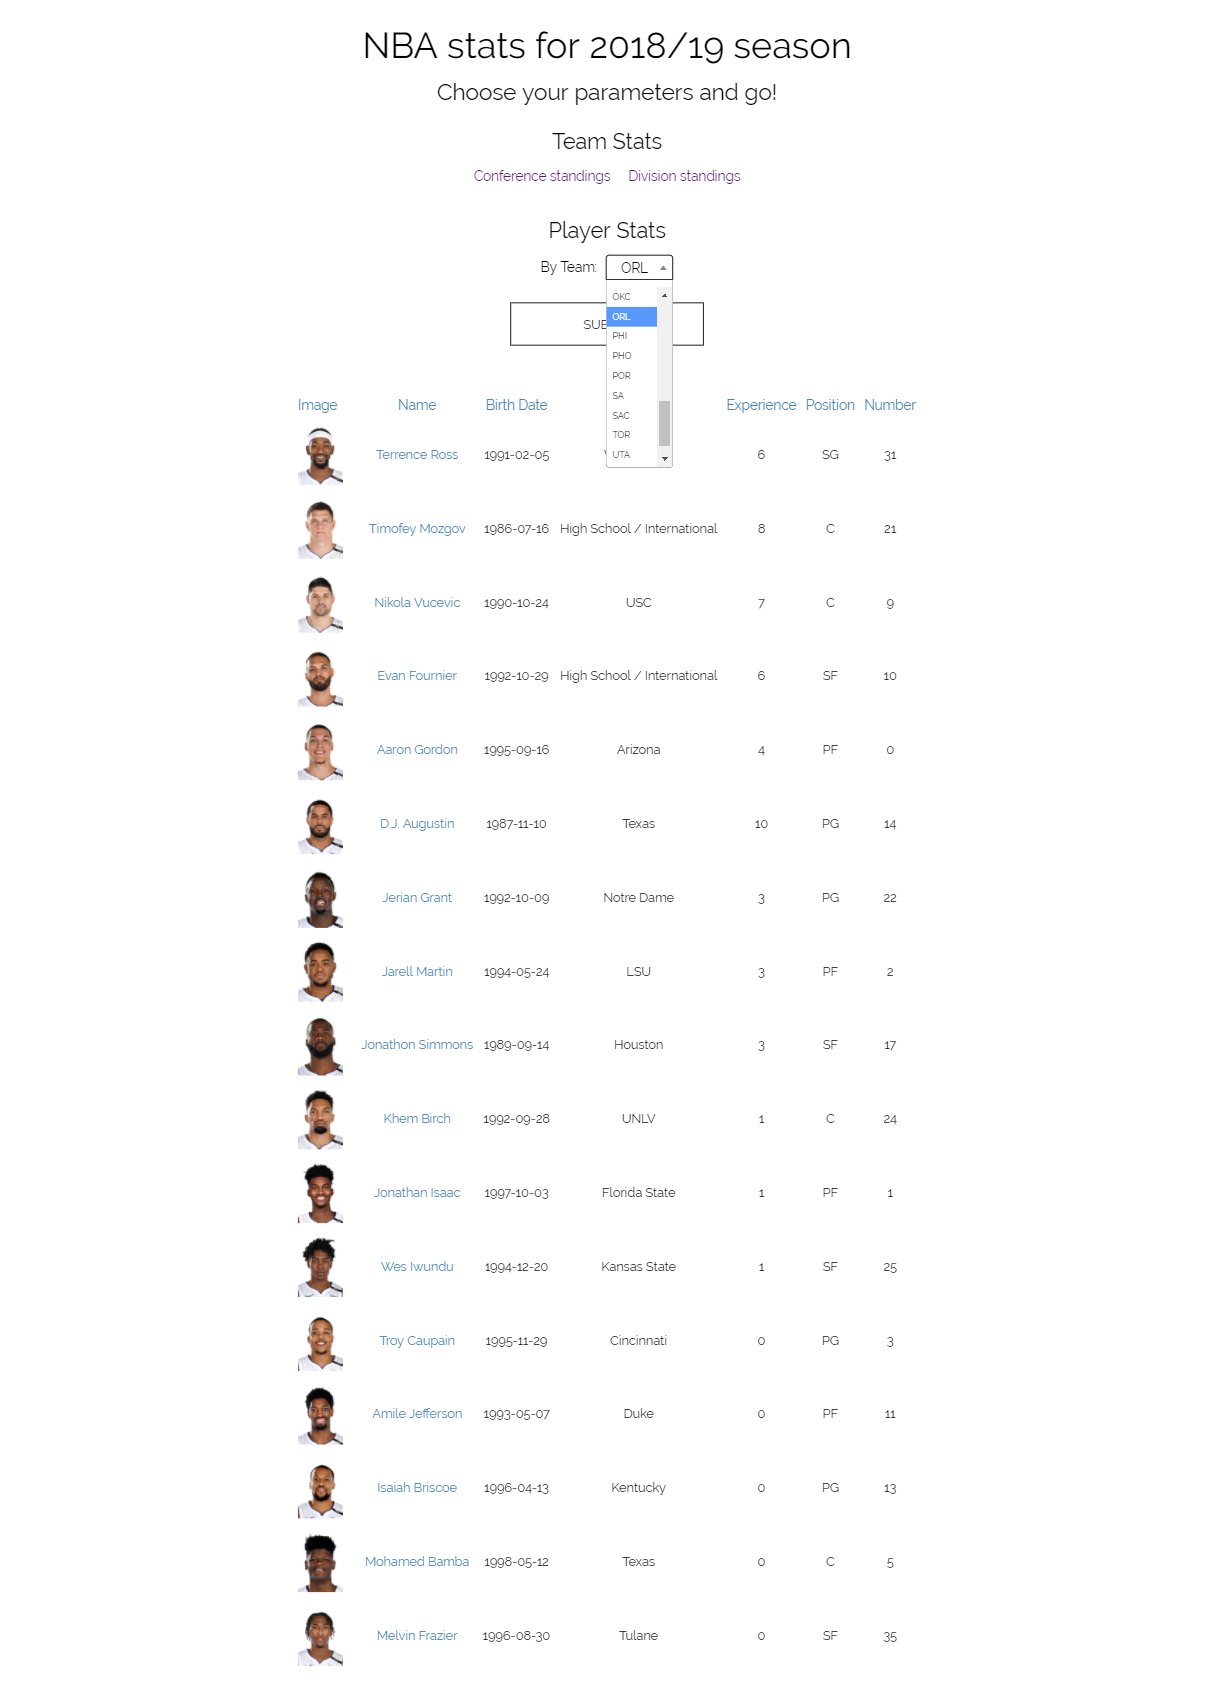 NBA stats for 2018/19 season
Choose your parameters and go!
Team Stats
Conference standings Division standings
Player Stats
By Team: ORL
OKC
ORL
PHI
PHO
POR
SA
SAC
TOR
UTA
Image Name Birth Date Experience Position Number
Terrence Ross 1991-02-05 6 SG 31
Timofey Mozgov 1986-07-16 High School / International 8 C 21
Nikola Vucevic 1990-10-24 USC 7 C 9
Evan Fournier 1992-10-29 High School / International 6 SF 10
Aaron Gordon 1995-09-16 Arizona 4 PF 0
D.J. Augustin 1987-11-10 Texas 10 PG 14
Jerian Grant 1992-10-09 Notre Dame 3 PG 22
Jarell Martin 1994-05-24 LSU 3 PF 2
Jonathon Simmons 1989-09-14 Houston 3 SF 17
Khem Birch 1992-09-28 UNLV 1 C 24
Jonathan Isaac 1997-10-03 Florida State 1 PF 1
Wes Iwundu 1994-12-20 Kansas State 1 SF 25
Troy Caupain 1995-11-29 Cincinnati 0 PG 3
Amile Jefferson 1993-05-07 Duke 0 PF 11
Isaiah Briscoe 1996-04-13 Kentucky 0 PG 13
Mohamed Bamba 1998-05-12 Texas 0 C 5
Melvin Frazier 1996-08-30 Tulane 0 SF 35